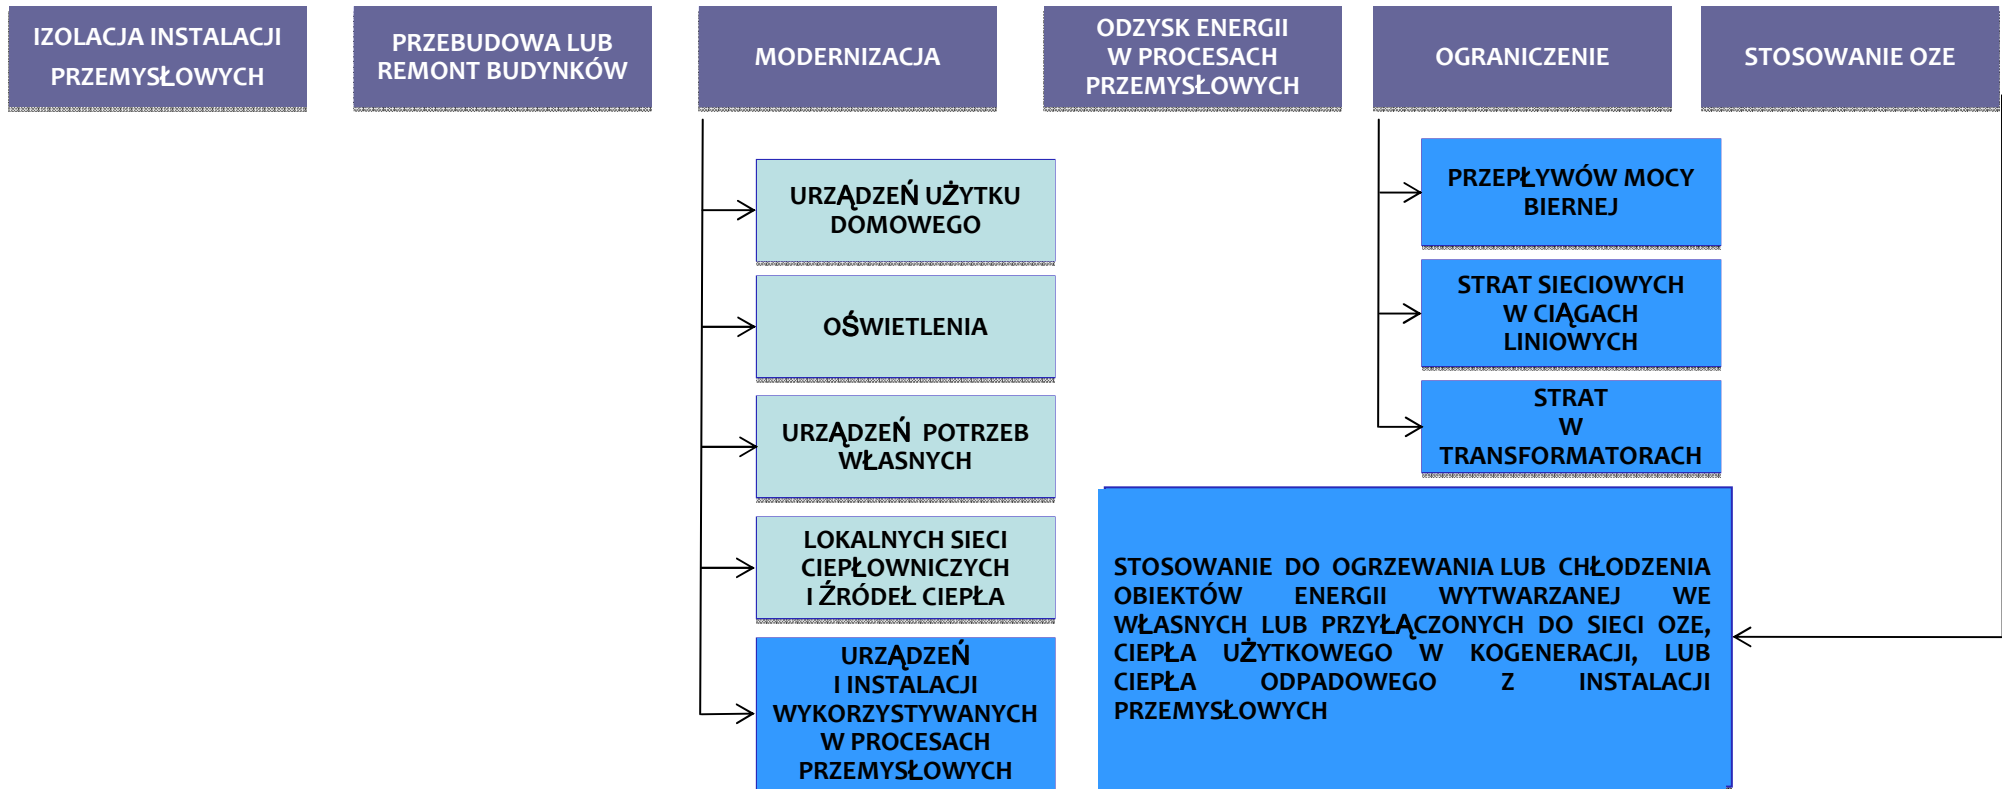 IZOLACJA INSTALACJI
PRZEMYSŁOWYCH
PRZEBUDOWA LUB
REMONT BUDYNKÓW
MODERNIZACJA
ODZYSK ENERGII
W PROCESACH
PRZEMYSŁOWYCH
OGRANICZENIE
STOSOWANIE OZE
URZĄDZEŃ UŻYTKU
DOMOWEGO
OŚWIETLENIA
URZĄDZEŃ POTRZEB
WŁASNYCH
LOKALNYCH SIECI
CIEPŁOWNICZYCH
I ŹRÓDEŁ CIEPŁA
URZĄDZEŃ
I INSTALACJI
WYKORZYSTYWANYCH
W PROCESACH
PRZEMYSŁOWYCH
PRZEPŁYWÓW MOCY
BIERNEJ
STRAT SIECIOWYCH
W CIĄGACH
LINIOWYCH
STRAT
W
TRANSFORMATORACH
STOSOWANIE DO OGRZEWANIA LUB CHŁODZENIA
OBIEKTÓW ENERGII WYTWARZANEJ WE
WŁASNYCH LUB PRZYŁĄCZONYCH DO SIECI OZE,
CIEPŁA UŻYTKOWEGO W KOGENERACJI, LUB
CIEPŁA ODPADOWEGO Z INSTALACJI
PRZEMYSŁOWYCH